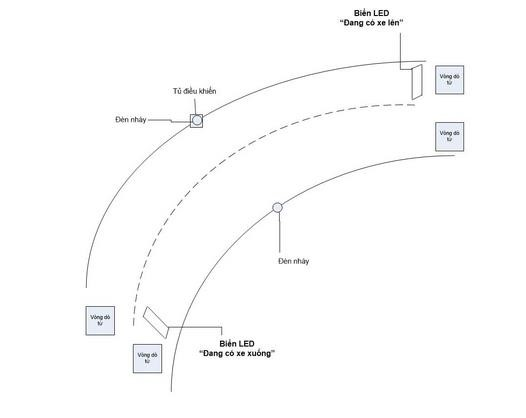 Biển LED
“Đang có xe lên”
Vòng dò
từ
Tủ điều khiển
Đèn nháy
Vòng dò
từ
Đèn nháy
Vòng dò
từ
Biển LED
“Đang có xe xuống”
Vòng dò
từ